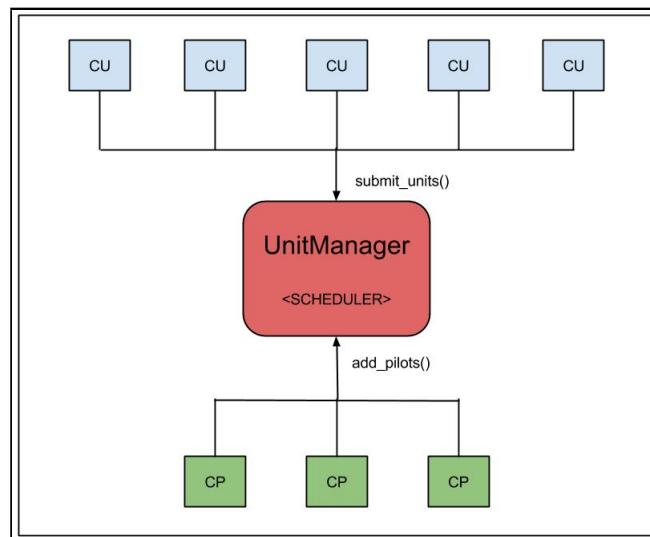 CU CU CU CU CU
submit_units()
UnitManager
<SCHEDULER>
add_pilots()
CP CP CP